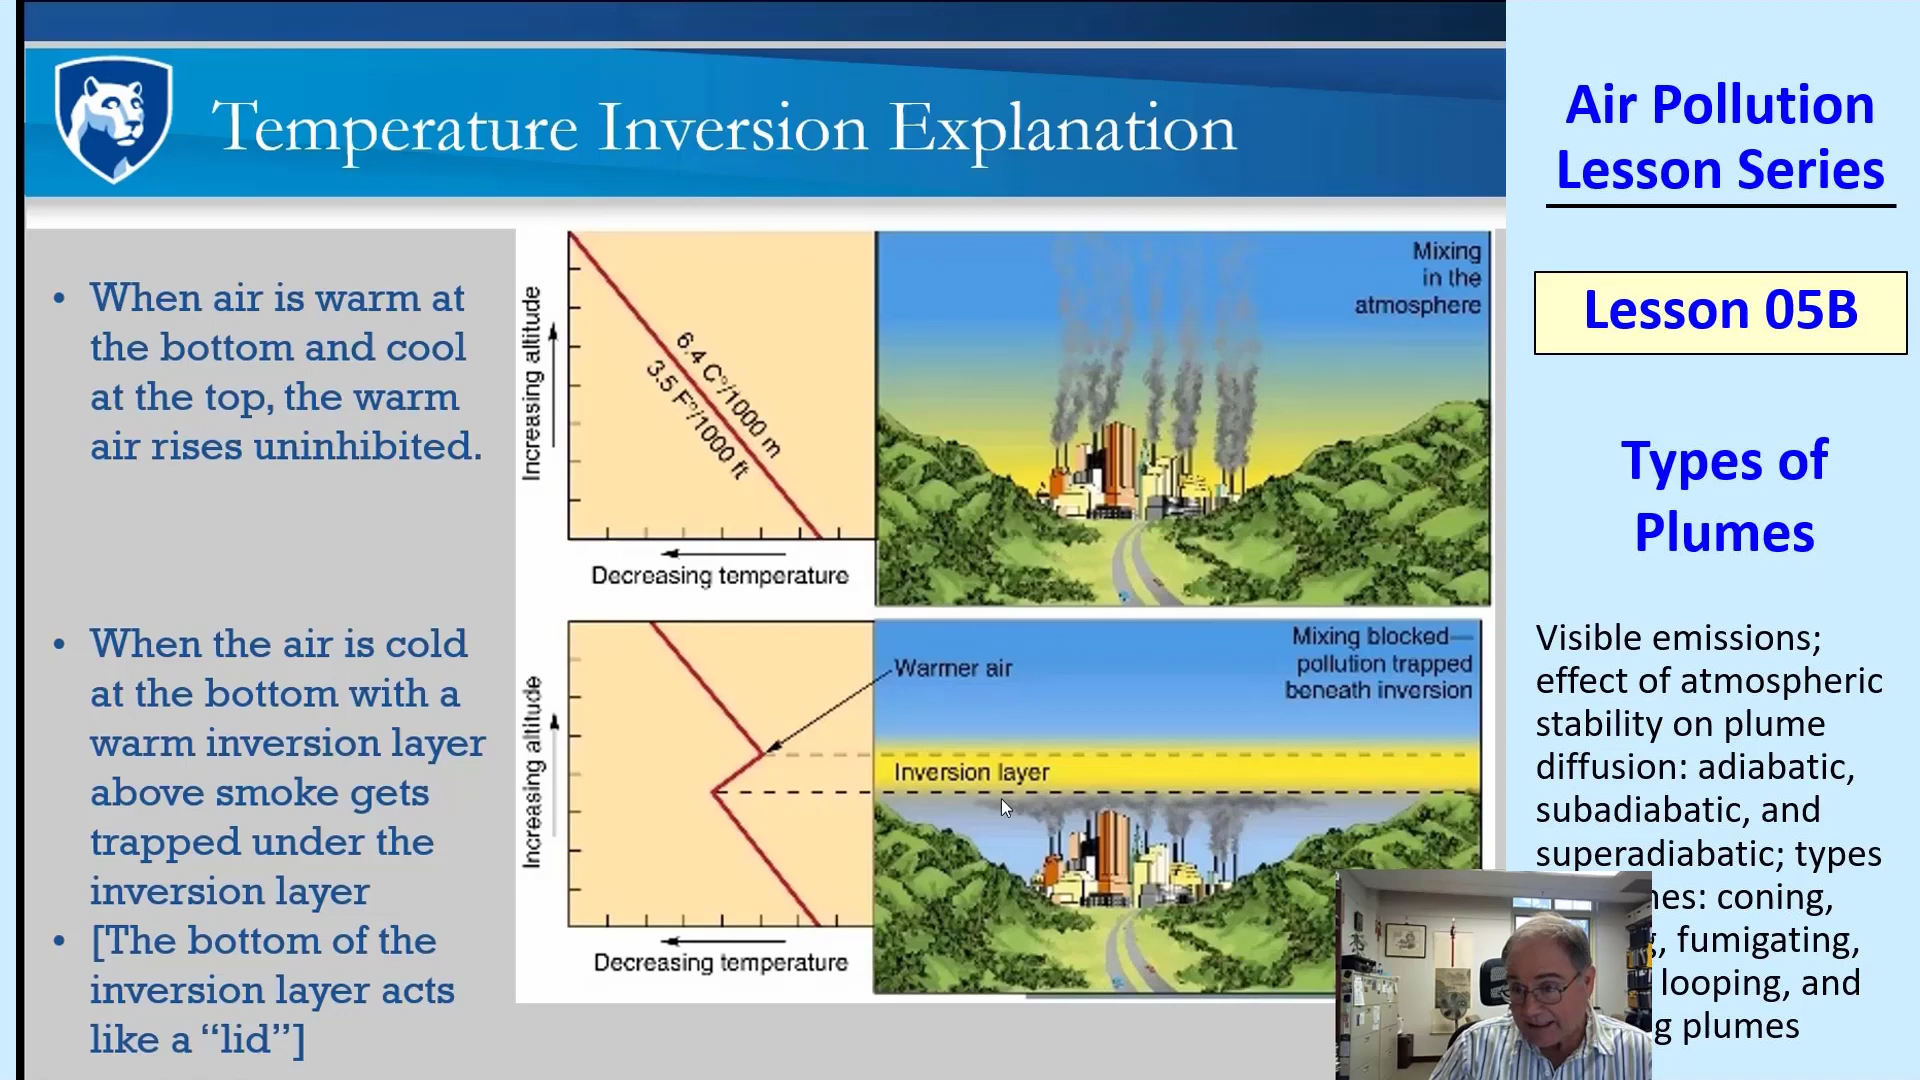 Temperature Inversion Explanation
• When air is warm at
the bottom and cool
at the top, the warm
air rises uninhibited.
• When the air is cold
at the bottom with a
warm inversion layer
above smoke gets
trapped under the
inversion layer
• [The bottom of the
inversion layer acts
like a “lid”]
Increasing altitude
6.4 C°/1000 m
3.5 F°/1000 ft
Decreasing temperature
Mixing
in the
atmosphere
Increasing altitude
Decreasing temperature
Warmer air
Mixing blocked—
pollution trapped
beneath inversion
Inversion layer
Air Pollution
Lesson Series
Lesson 05B
Types of
Plumes
Visible emissions;
effect of atmospheric
stability on plume
diffusion: adiabatic,
subadiabatic, and
superadiabatic; types
coning,
fumigating,
looping, and
plumes